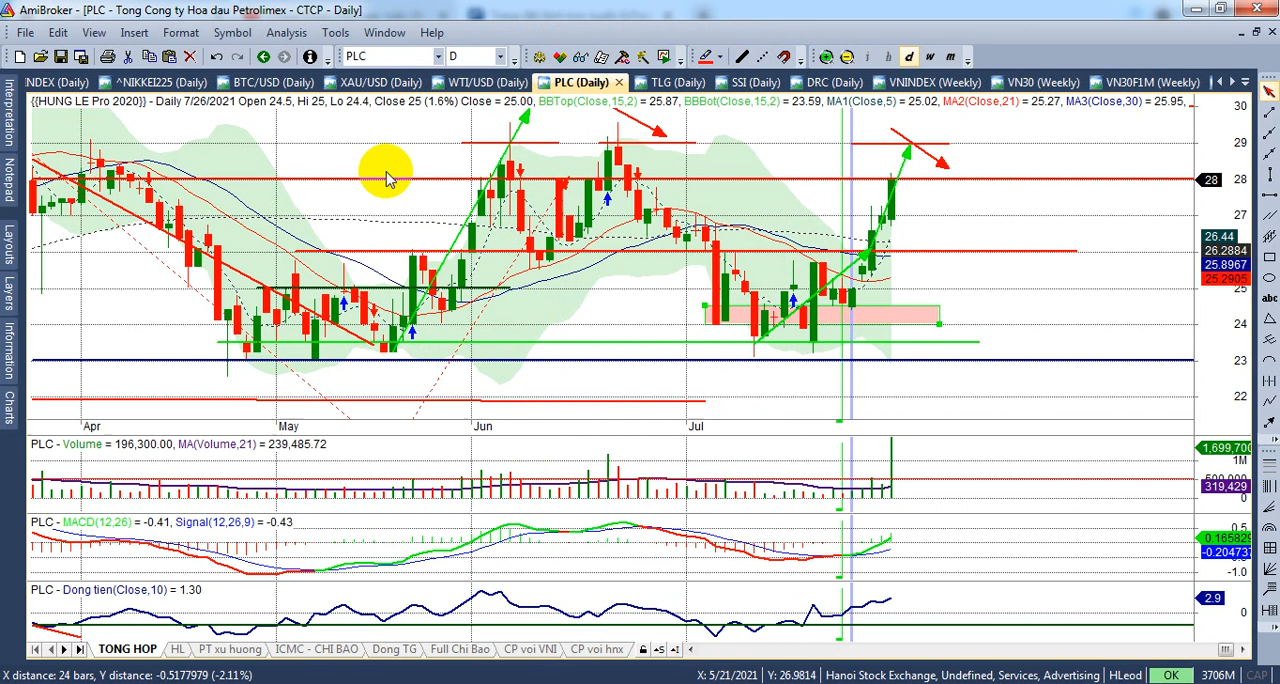 AmiBroker - [PLC - Tong Cong ty Hoa dau Petrolimex - CTCP - Daily]
File Edit View Insert Format Symbol Analysis Tools Window Help
PLC D i h d w m
INDEX (Daily) ^NIKKEI225 (Daily) BTC/USD (Daily) XAU/USD (Daily) WTI/USD (Daily) PLC (Daily) TLG (Daily) SSI (Daily) DRC (Daily) VNINDEX (Weekly) VN30 (Weekly) VN30F1M (Weekly)
{{HUNG LE Pro 2020}} - Daily 7/26/2021 Open 24.5, Hi 25, Lo 24.4, Close 25 (1.6%) Close = 25.00, BBTop(Close,15,2) = 25.87, BBBot(Close,15,2) = 23.59, MA1(Close,5) = 25.02, MA2(Close,21) = 25.27, MA3(Close,30) = 25.95,
Interpretation
Notepad
Layouts
Layers
Information
Charts
abc
30
29
28
28
27
26.44
26.2884
25.8967
25.2905
25
24
23
22
Apr May Jun Jul
PLC - Volume = 196,300.00, MA(Volume,21) = 239,485.72
1,699,700
1M
319,429
0
PLC - MACD(12,26) = -0.41, Signal(12,26,9) = -0.43
0.5
0.165829
-0.204737
-1.0
PLC - Dong tien(Close,10) = 1.30
2.9
0
TONG HOP HL PT xu huong ICMC - CHI BAO Dong TG Full Chi Bao CP voi VNI CP voi hnx
X distance: 24 bars, Y distance: -0.5177979 (-2.11%) X: 5/21/2021 Y: 26.9814 Hanoi Stock Exchange, Undefined, Services, Advertising HLeod OK 3706M CAP